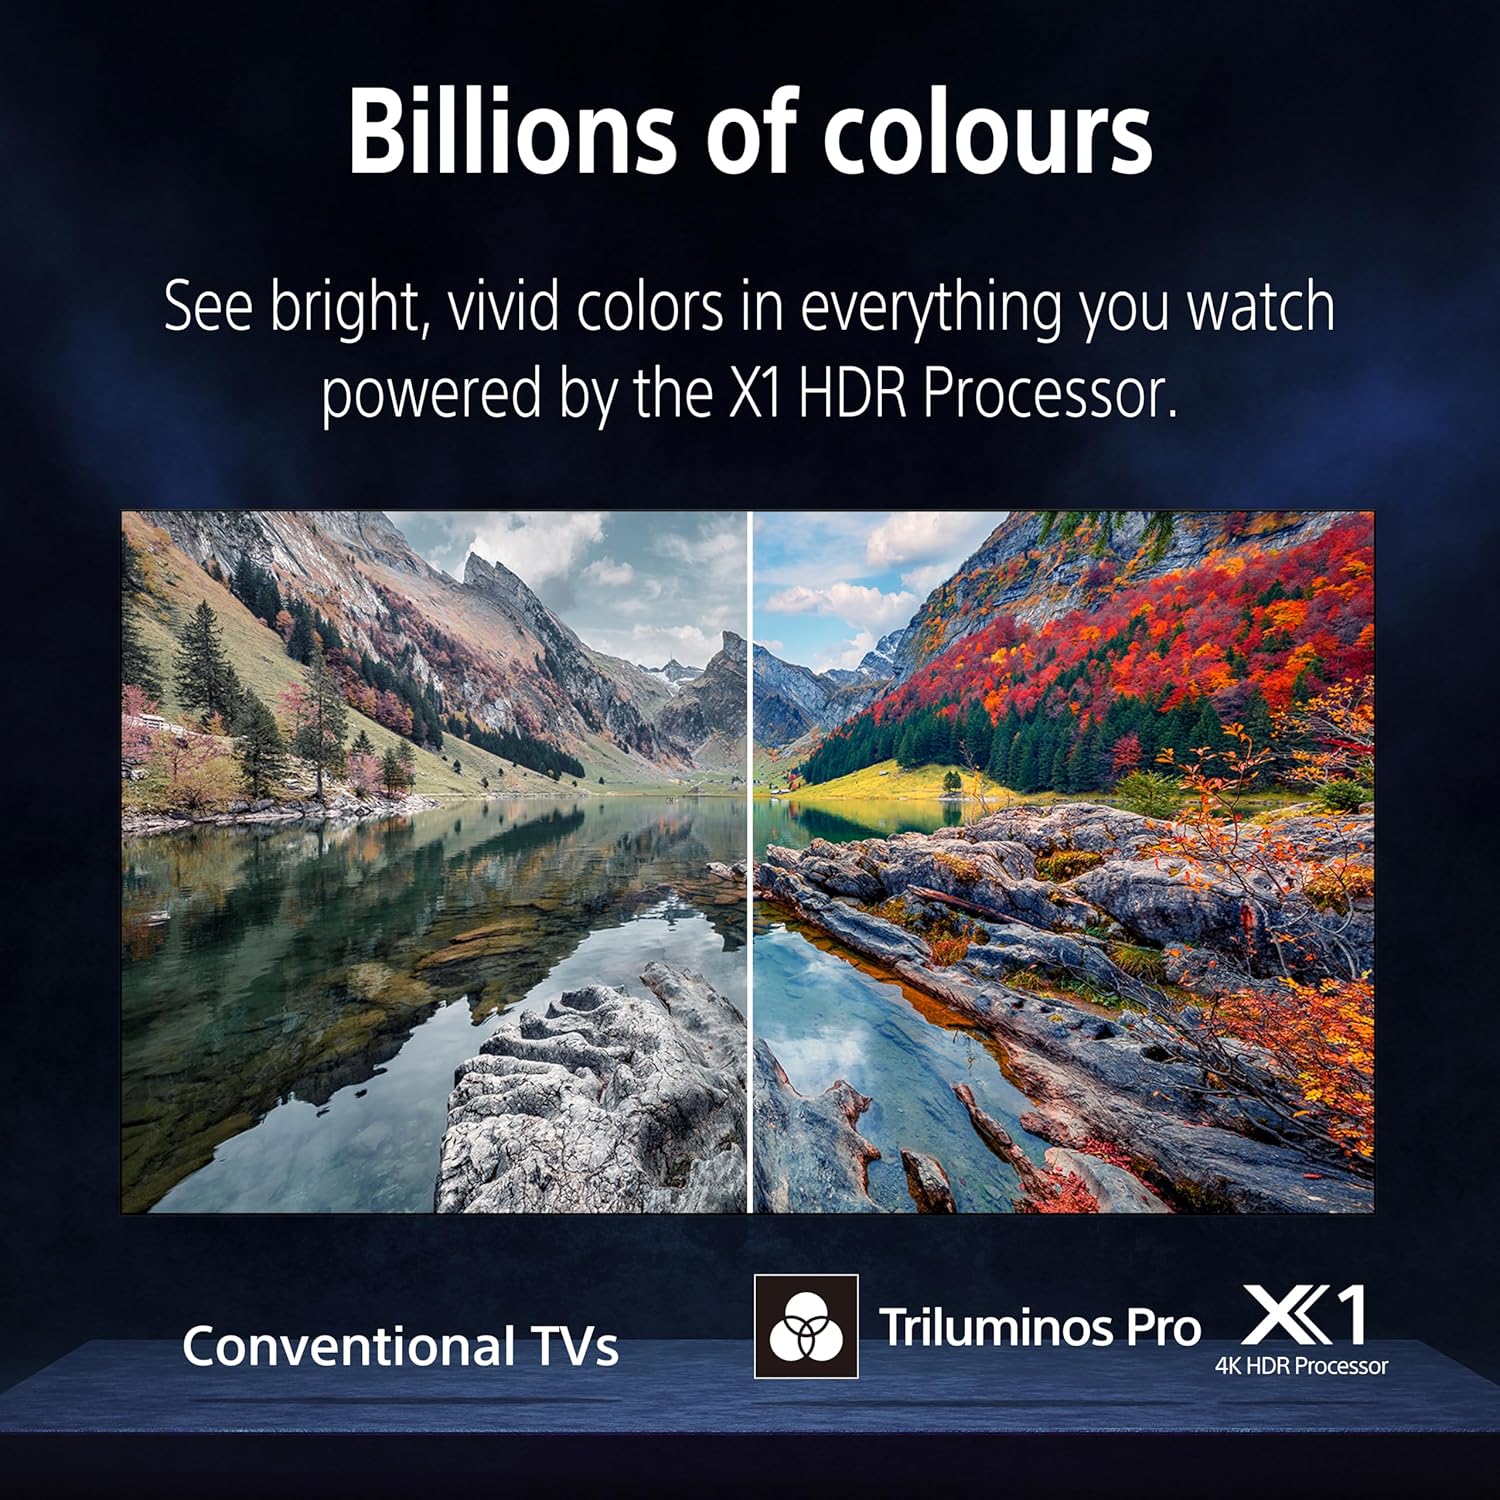 Billions of colours
See bright, vivid colors in everything you watch
powered by the X1 HDR Processor.
Conventional TVs
Triluminos Pro
X1
4K HDR Processor